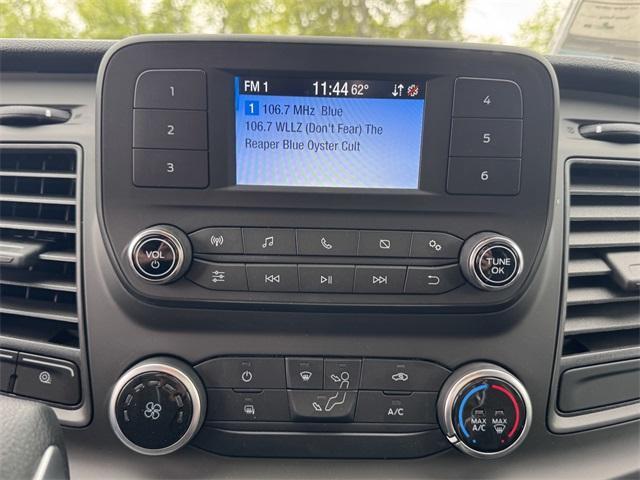 FM 1 11:44 62°
1 106.7 MHz Blue
106.7 WLLZ (Don't Fear) The
Reaper Blue Oyster Cult
1
2
3
4
5
6
VOL
TUNE
OK
A/C
MAX
A/C
MAX